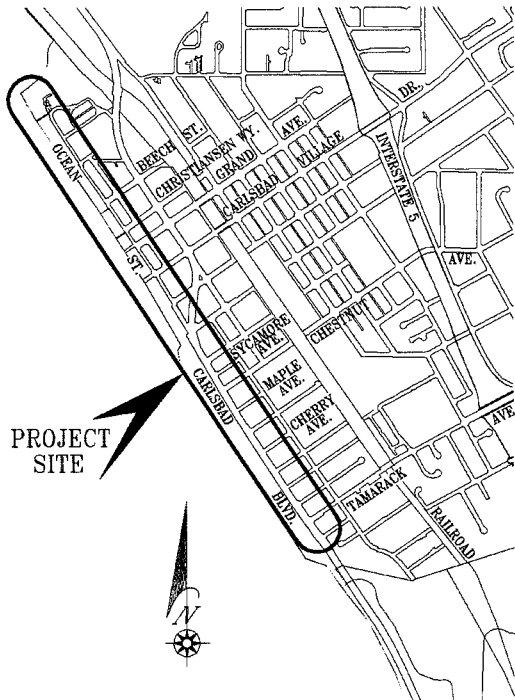 DR.
BEECH ST.
CHRISTIANSEN WY.
GRAND AVE.
CARLSBAD VILLAGE
INTERSTATE 5
OCEAN
ST.
AVE.
SYCAMORE
AVE.
CHESTNUT
MAPLE
AVE.
CARLSBAD
BLVD.
CHERRY
AVE.
AVE
TAMARACK
RAILROAD
PROJECT
SITE
N